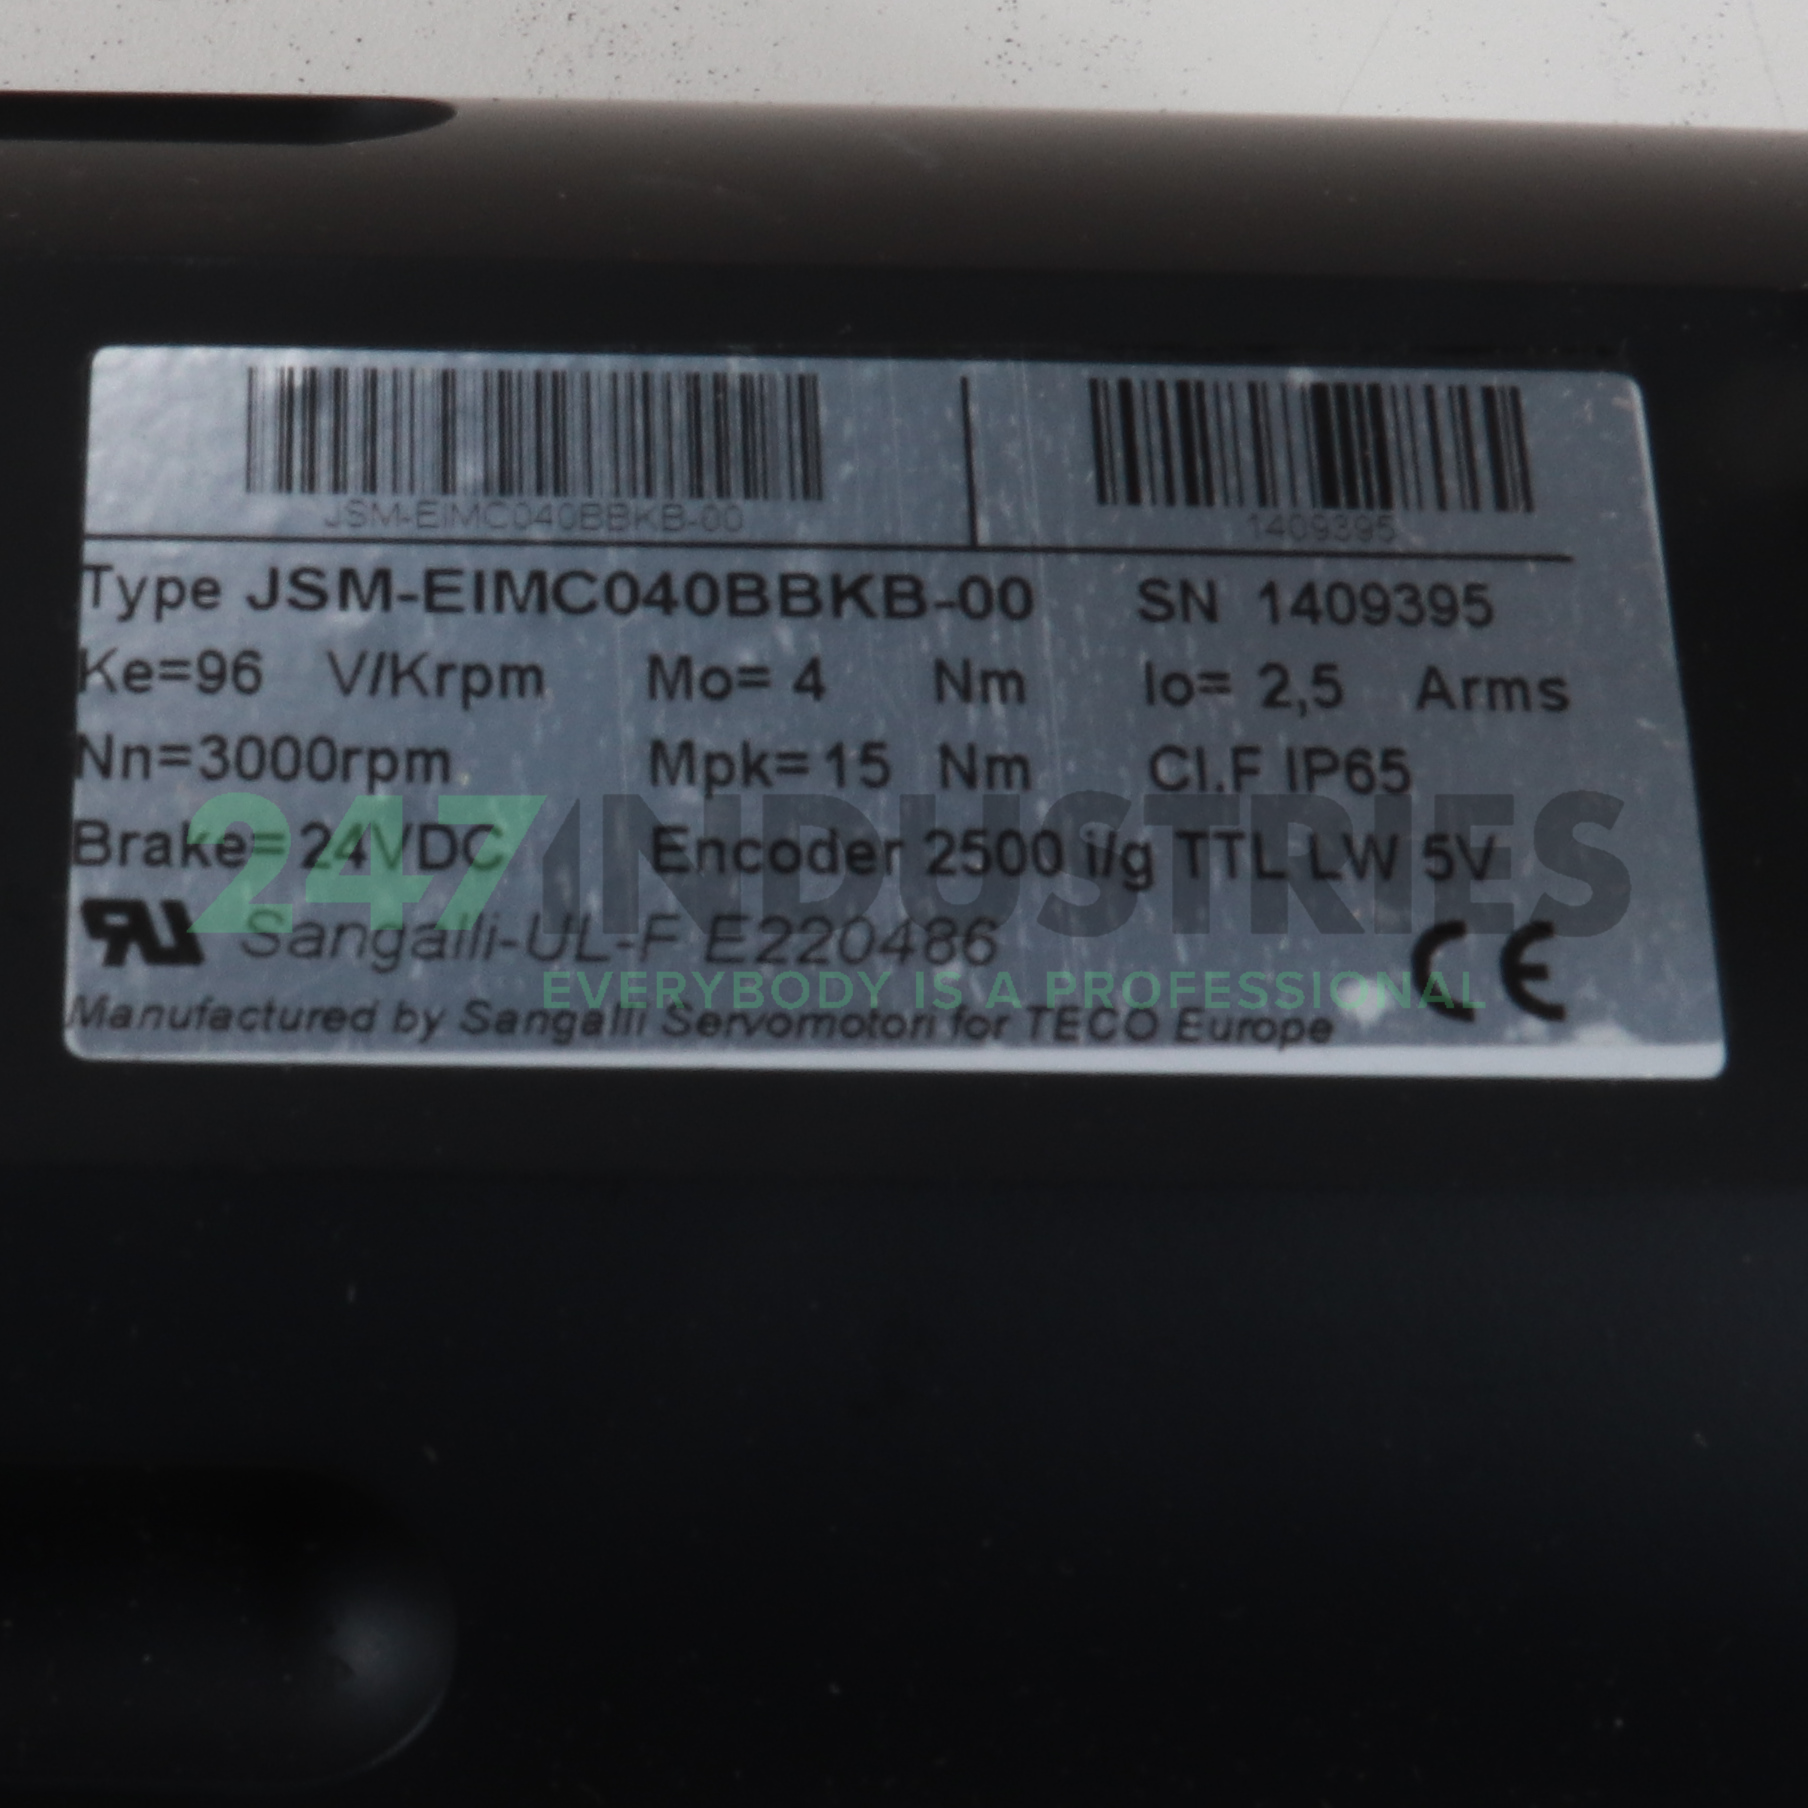 JSM-EIMC040BBKB-00 1409395
Type JSM-EIMC040BBKB-00 SN 1409395
Ke=96 V/Krpm Mo= 4 Nm Io= 2,5 Arms
Nn=3000rpm Mpk= 15 Nm Cl.F IP65
Brake= 24VDC Encoder 2500 i/g TTL LW 5V
247INDUSTRIES
RU Sangalli-UL-F E220486 CE
EVERYBODY IS A PROFESSIONAL
Manufactured by Sangalli Servomotori for TECO Europe